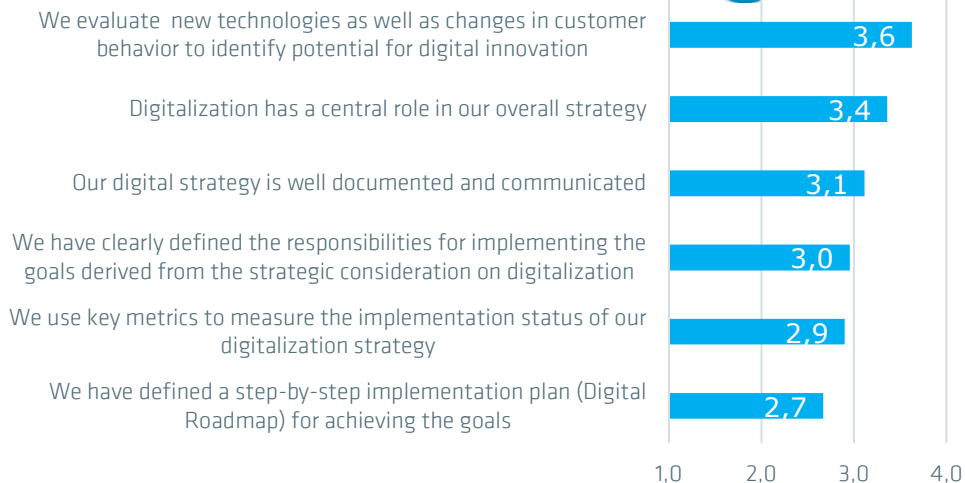 We evaluate new technologies as well as changes in customer
behavior to identify potential for digital innovation
3,6
Digitalization has a central role in our overall strategy
3,4
Our digital strategy is well documented and communicated
3,1
We have clearly defined the responsibilities for implementing the
goals derived from the strategic consideration on digitalization
3,0
We use key metrics to measure the implementation status of our
digitalization strategy
2,9
We have defined a step-by-step implementation plan (Digital
Roadmap) for achieving the goals
2,7
1,0 2,0 3,0 4,0